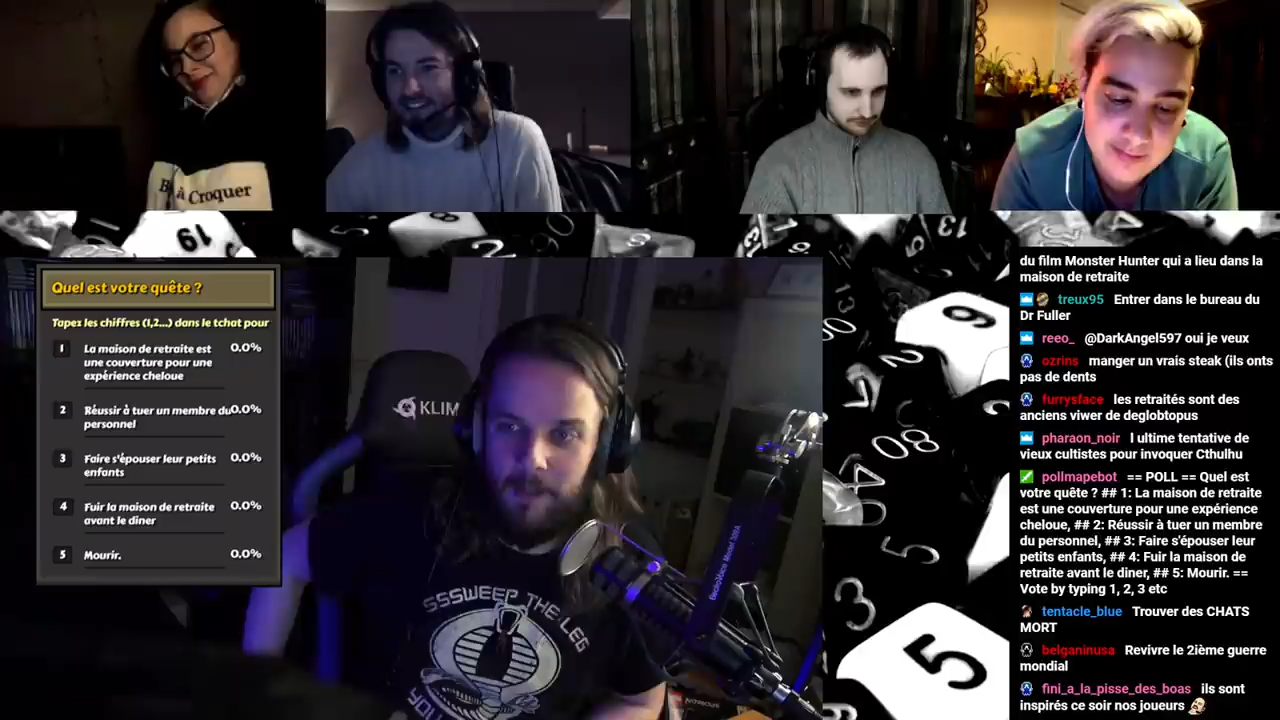 à Croquer
19
8
5
2
13
Quel est votre quête ?
Tapez les chiffres (1,2...) dans le tchat pour
1 La maison de retraite est 0.0%
une couverture pour une
expérience cheloue
2 Réussir à tuer un membre du 0.0%
personnel
3 Faire s'épouser leur petits 0.0%
enfants
4 Fuir la maison de retraite 0.0%
avant le diner
5 Mourir. 0.0%
KLIM
SSSWEEP THE LEG
du film Monster Hunter qui a lieu dans la
maison de retraite
treux95 Entrer dans le bureau du
Dr Fuller
reeo_ @DarkAngel597 oui je veux
ozrins manger un vrais steak (ils onts
pas de dents
furrysface les retraités sont des
anciens viwer de deglobtopus
pharaon_noir l ultime tentative de
vieux cultistes pour invoquer Cthulhu
pollmapebot == POLL == Quel est
votre quête ? ## 1: La maison de retraite
est une couverture pour une expérience
cheloue, ## 2: Réussir à tuer un membre
du personnel, ## 3: Faire s'épouser leur
petits enfants, ## 4: Fuir la maison de
retraite avant le diner, ## 5: Mourir. ==
Vote by typing 1, 2, 3 etc
tentacle_blue Trouver des CHATS
MORT
belganinusa Revivre le 2ième guerre
mondial
fini_a_la_pisse_des_boas ils sont
inspirés ce soir nos joueurs